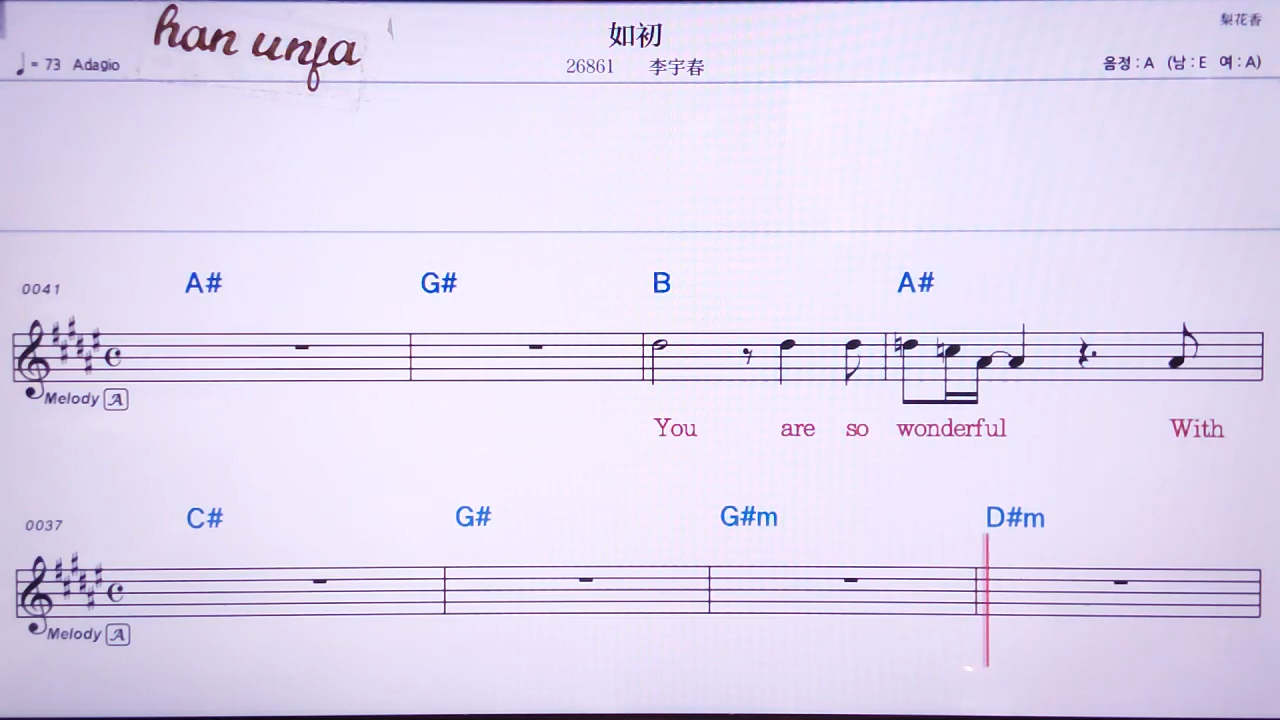 han unfa
如初
梨花香
♩= 73 Adagio
26861 李宇春
음정 : A (남 : E 여 : A)
0041
A# G# B A#
Melody A
You are so wonderful With
0037
C# G# G#m D#m
Melody A